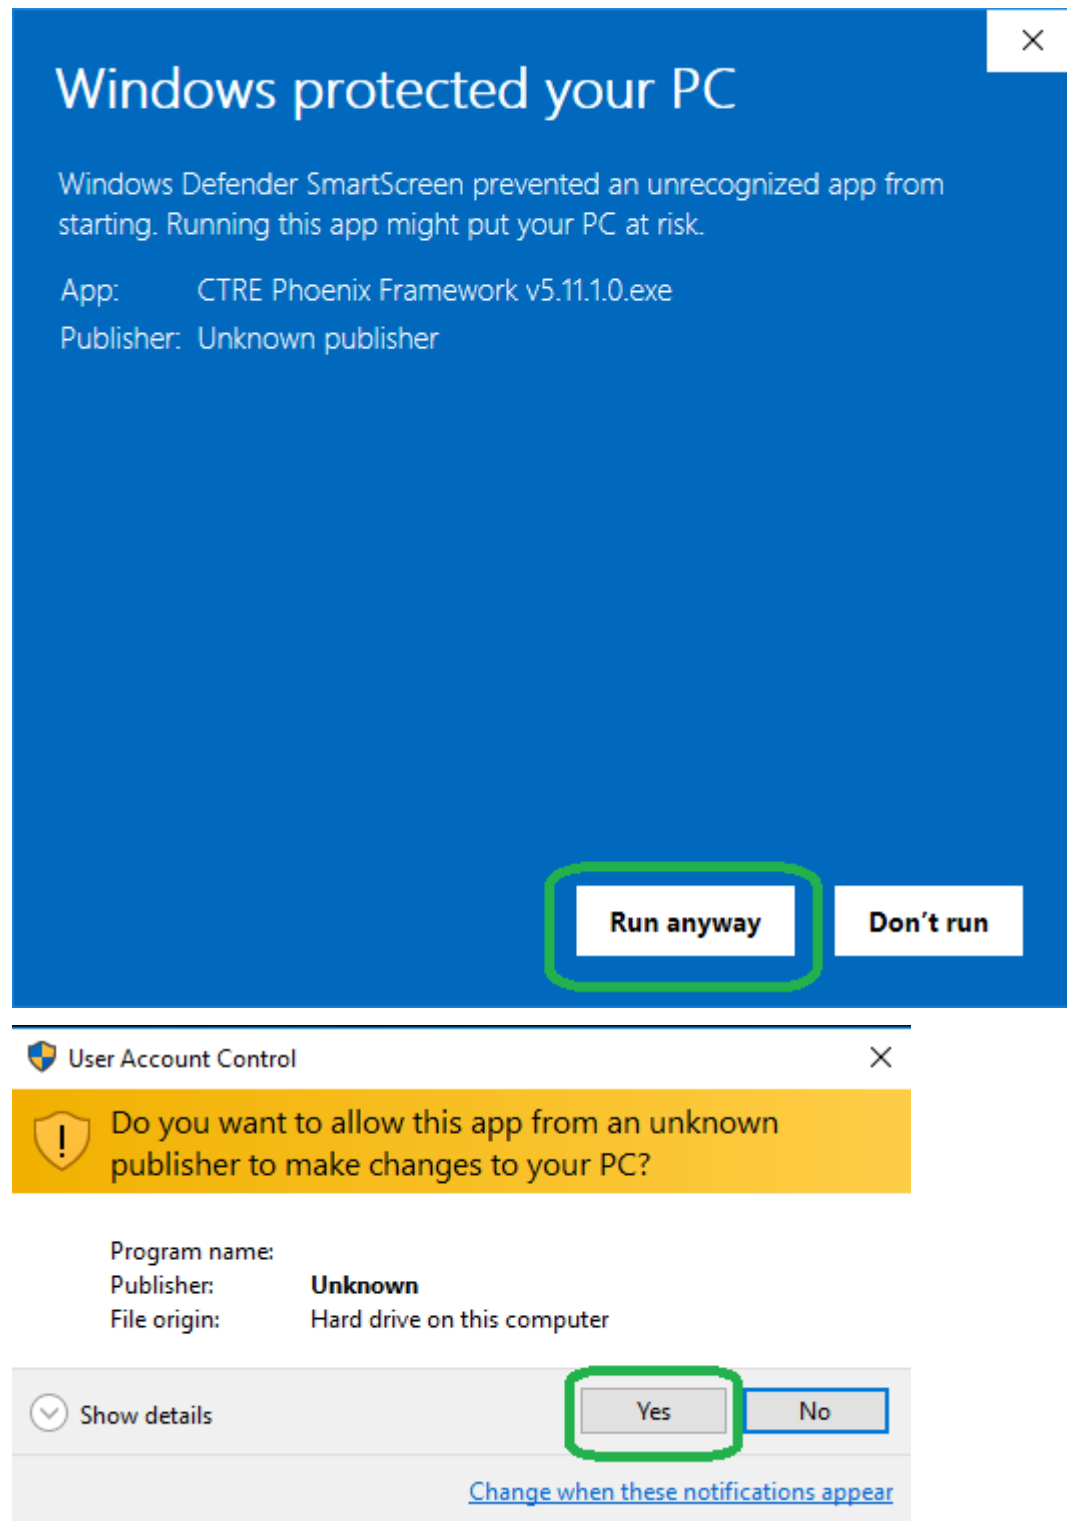 Windows protected your PC
Windows Defender SmartScreen prevented an unrecognized app from
starting. Running this app might put your PC at risk.
App: CTRE Phoenix Framework v5.11.1.0.exe
Publisher: Unknown publisher
Run anyway Don't run
User Account Control
Do you want to allow this app from an unknown
publisher to make changes to your PC?
Program name:
Publisher: Unknown
File origin: Hard drive on this computer
Show details Yes No
Change when these notifications appear